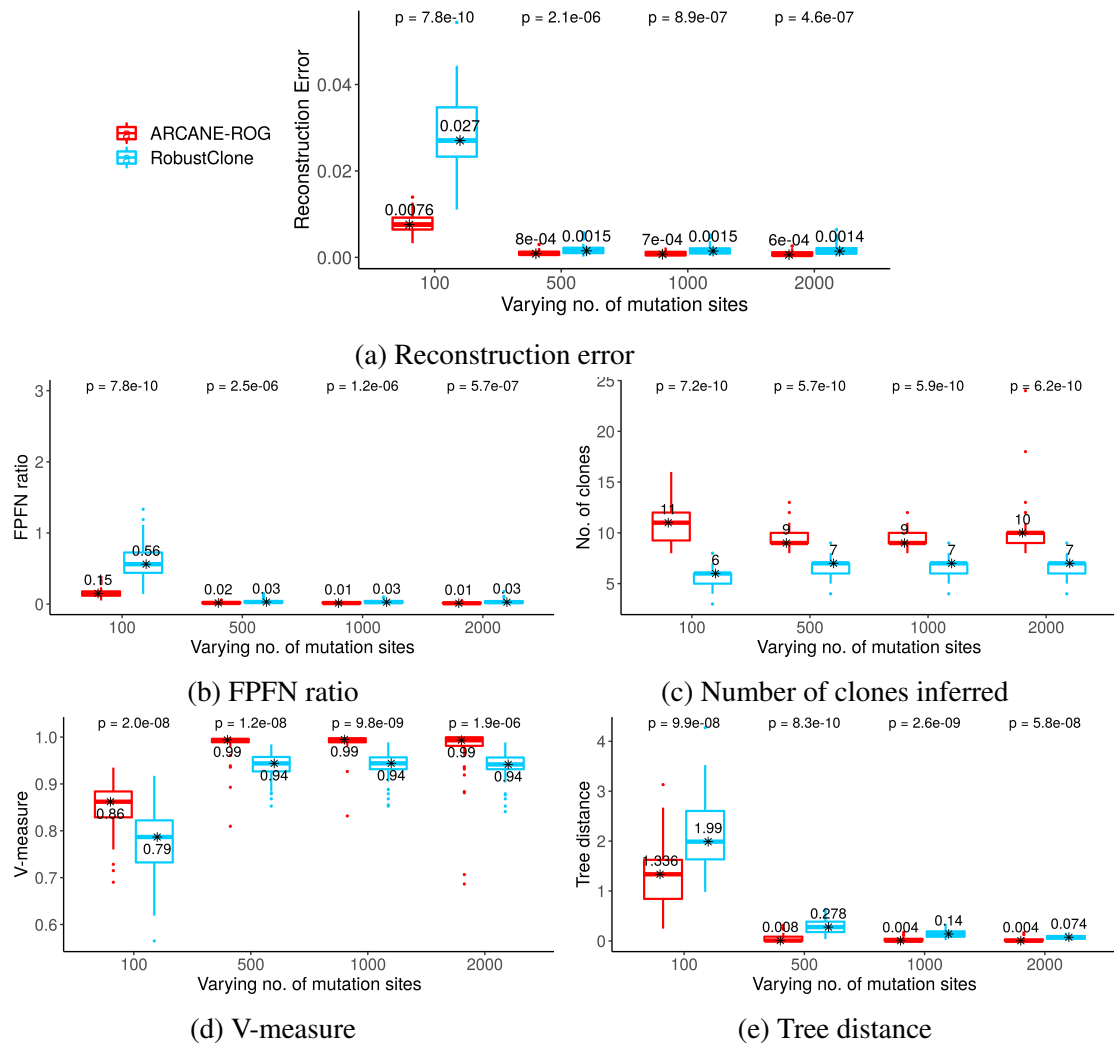 p = 7.8e-10 p = 2.1e-06 p = 8.9e-07 p = 4.6e-07
Reconstruction Error
0.04
0.02
0.00
ARCANE-ROG
RobustClone
0.0076 0.027 8e-04 0.0015 7e-04 0.0015 6e-04 0.0014
100 500 1000 2000
Varying no. of mutation sites
(a) Reconstruction error
p = 7.8e-10 p = 2.5e-06 p = 1.2e-06 p = 5.7e-07
FPFN ratio
3
2
1
0
0.15 0.56 0.02 0.03 0.01 0.03 0.01 0.03
100 500 1000 2000
Varying no. of mutation sites
(b) FPFN ratio
p = 7.2e-10 p = 5.7e-10 p = 5.9e-10 p = 6.2e-10
No. of clones
25
20
15
10
5
11 6 9 7 9 7 10 7
100 500 1000 2000
Varying no. of mutation sites
(c) Number of clones inferred
p = 2.0e-08 p = 1.2e-08 p = 9.8e-09 p = 1.9e-06
V-measure
1.0
0.9
0.8
0.7
0.6
0.86 0.79 0.99 0.94 0.99 0.94 0.99 0.94
100 500 1000 2000
Varying no. of mutation sites
(d) V-measure
p = 9.9e-08 p = 8.3e-10 p = 2.6e-09 p = 5.8e-08
Tree distance
4
3
2
1
0
1.336 1.99 0.008 0.278 0.004 0.14 0.004 0.074
100 500 1000 2000
Varying no. of mutation sites
(e) Tree distance